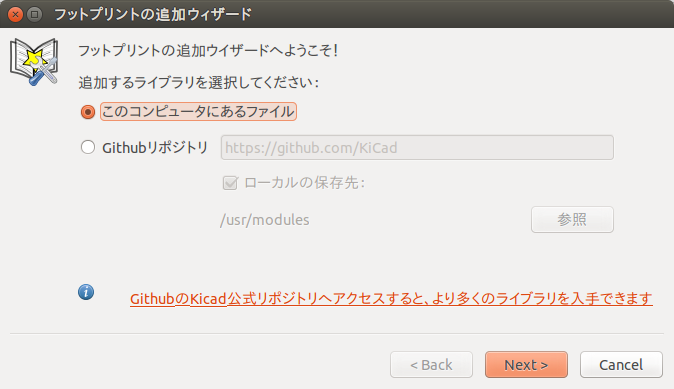 フットプリントの追加ウィザード
フットプリントの追加ウイザードへようこそ!
追加するライブラリを選択してください:
このコンピュータにあるファイル
Githubリポジトリ https://github.com/KiCad
ローカルの保存先:
/usr/modules 参照
GithubのKicad公式リポジトリへアクセスすると、より多くのライブラリを入手できます
< Back Next > Cancel